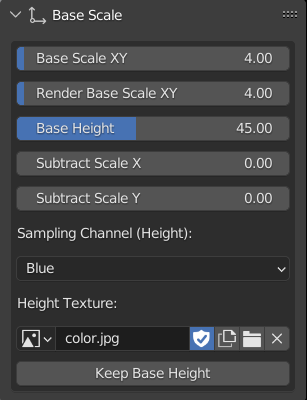 Base Scale
Base Scale XY 4.00
Render Base Scale XY 4.00
Base Height 45.00
Subtract Scale X 0.00
Subtract Scale Y 0.00
Sampling Channel (Height):
Blue
Height Texture:
color.jpg
Keep Base Height